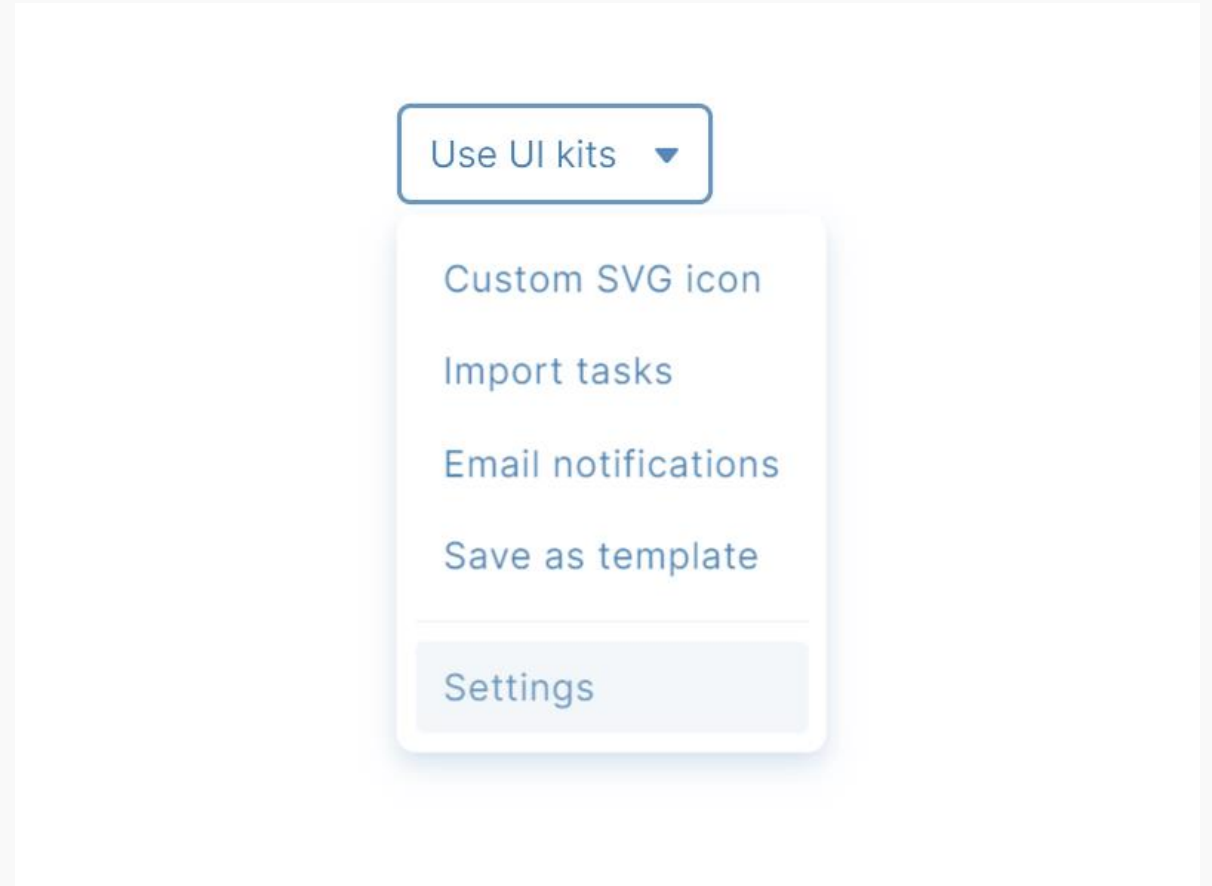 Use UI kits
Custom SVG icon
Import tasks
Email notifications
Save as template
Settings